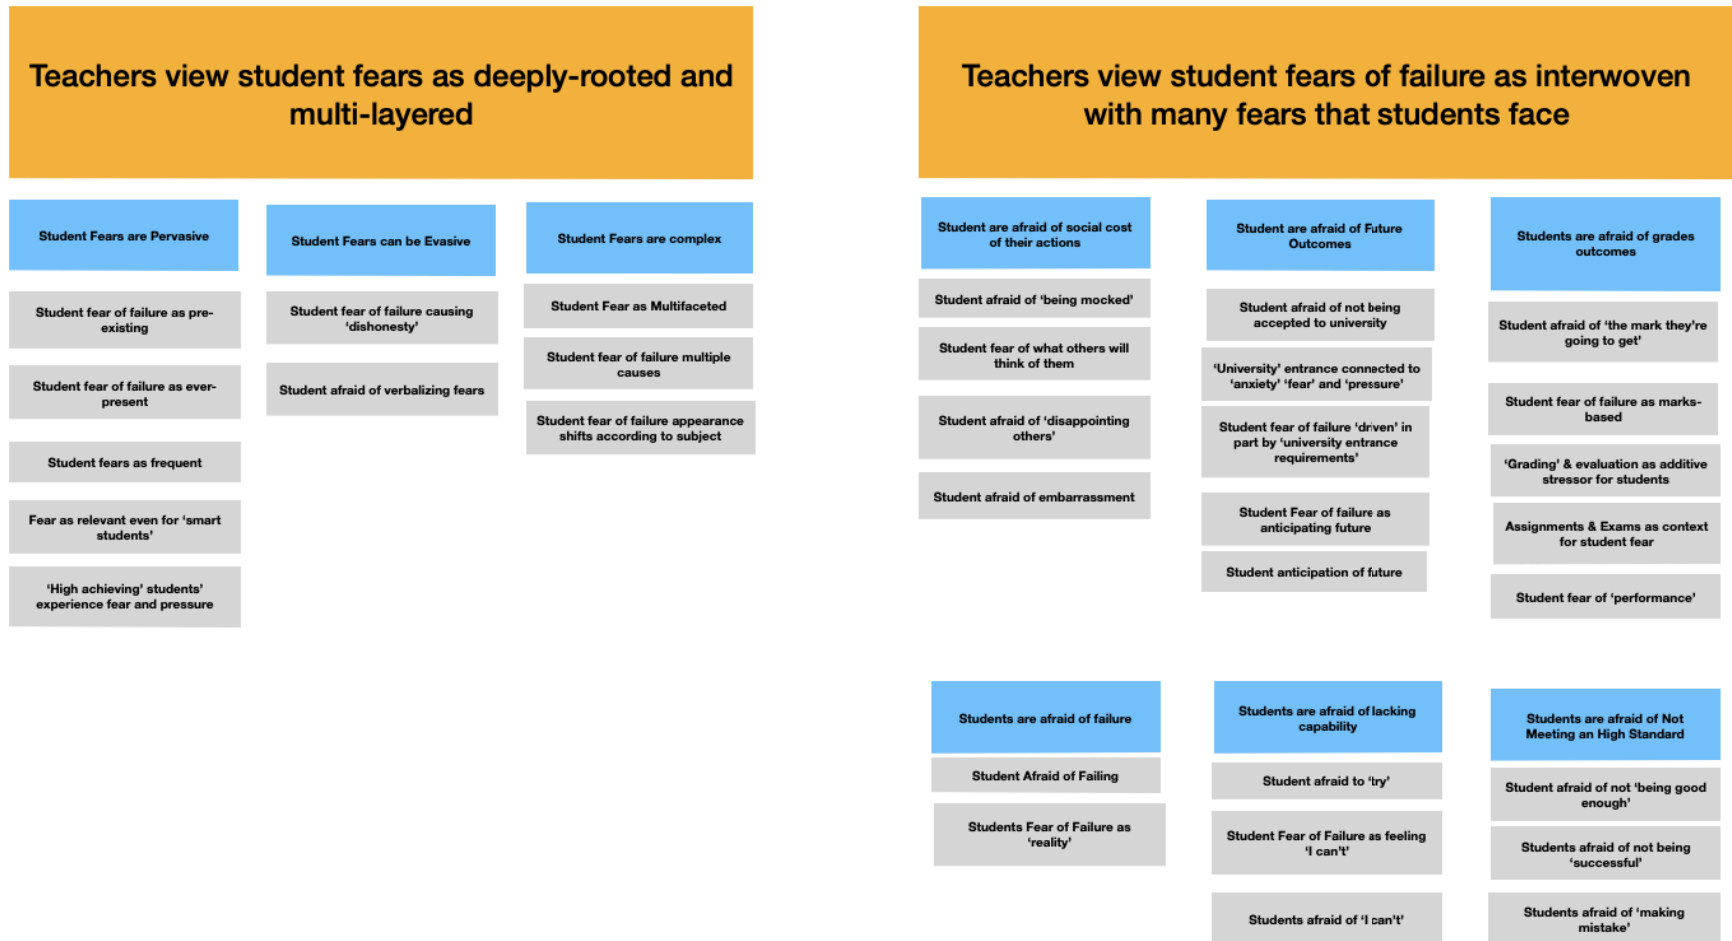 Teachers view student fears as deeply-rooted and
multi-layered
Student Fears are Pervasive
Student fear of failure as pre-
existing
Student fear of failure as ever-
present
Student fears as frequent
Fear as relevant even for ‘smart
students’
‘High achieving’ students’
experience fear and pressure
Student Fears can be Evasive
Student fear of failure causing
‘dishonesty’
Student afraid of verbalizing fears
Student Fears are complex
Student Fear as Multifaceted
Student fear of failure multiple
causes
Student fear of failure appearance
shifts according to subject
Teachers view student fears of failure as interwoven
with many fears that students face
Student are afraid of social cost
of their actions
Student afraid of ‘being mocked’
Student fear of what others will
think of them
Student afraid of ‘disappointing
others’
Student afraid of embarrassment
Student are afraid of Future
Outcomes
Student afraid of not being
accepted to university
‘University’ entrance connected to
‘anxiety’ ‘fear’ and ‘pressure’
Student fear of failure ‘driven’ in
part by ‘university entrance
requirements’
Student Fear of failure as
anticipating future
Student anticipation of future
Students are afraid of grades
outcomes
Student afraid of ‘the mark they’re
going to get’
Student fear of failure as marks-
based
‘Grading’ & evaluation as additive
stressor for students
Assignments & Exams as context
for student fear
Student fear of ‘performance’
Students are afraid of failure
Student Afraid of Failing
Students Fear of Failure as
‘reality’
Students are afraid of lacking
capability
Student afraid to ‘try’
Student Fear of Failure as feeling
‘I can’t’
Students afraid of ‘I can’t’
Students are afraid of Not
Meeting an High Standard
Student afraid of not ‘being good
enough’
Students afraid of not being
‘successful’
Students afraid of ‘making
mistake’